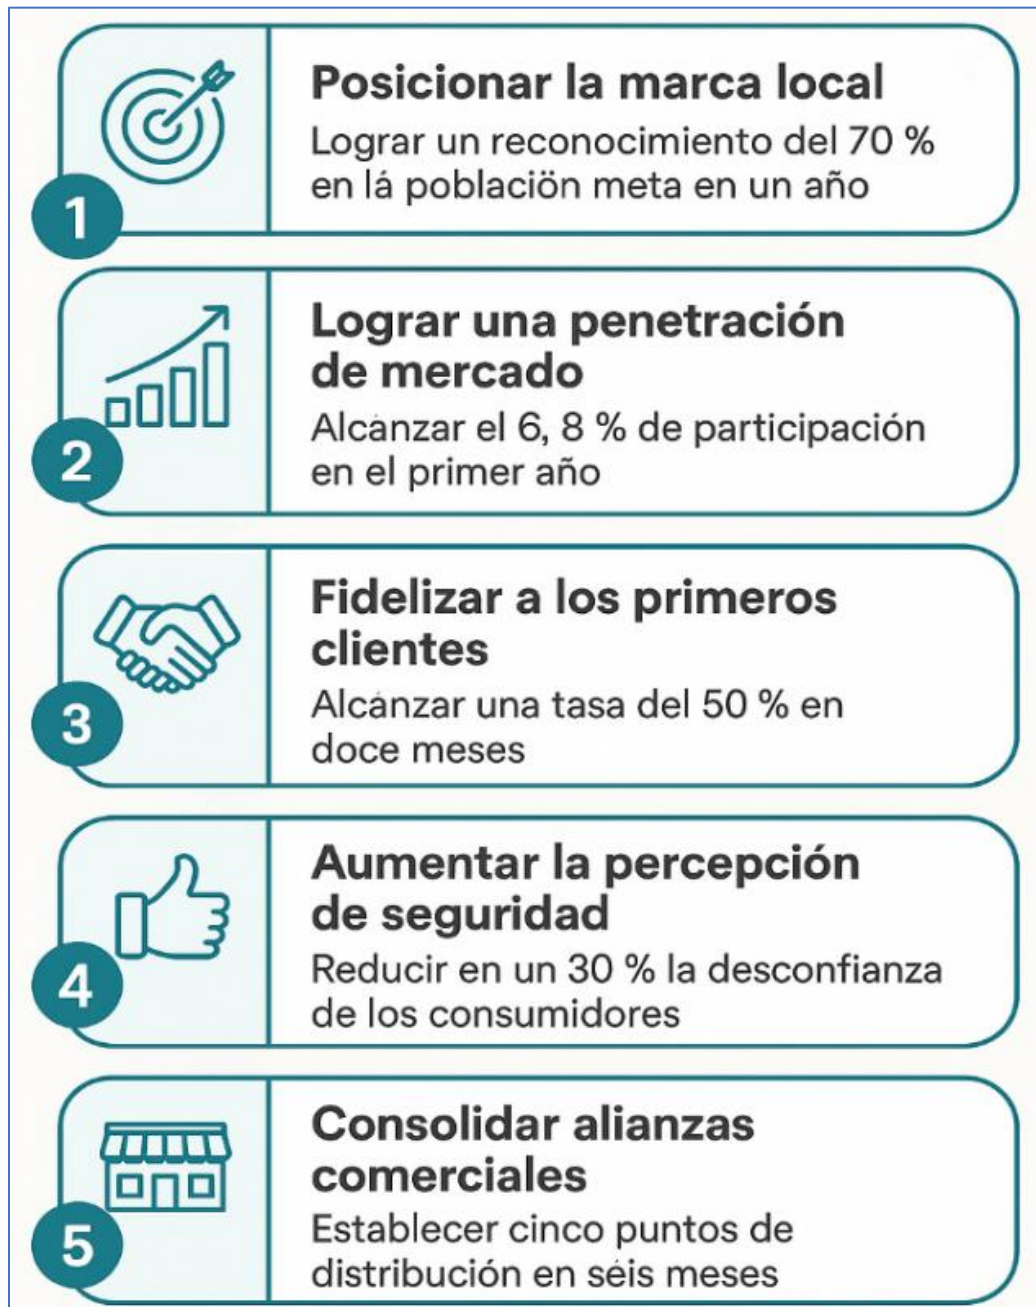 1
Posicionar la marca local
Lograr un reconocimiento del 70 %
en lá poblaciön meta en un año
2
Lograr una penetración
de mercado
Alcanzar el 6, 8 % de participación
en el primer año
3
Fidelizar a los primeros
clientes
Alcanzar una tasa del 50 % en
doce meses
4
Aumentar la percepción
de seguridad
Reducir en un 30 % la desconfianza
de los consumidores
5
Consolidar alianzas
comerciales
Establecer cinco puntos de
distribución en séis meses